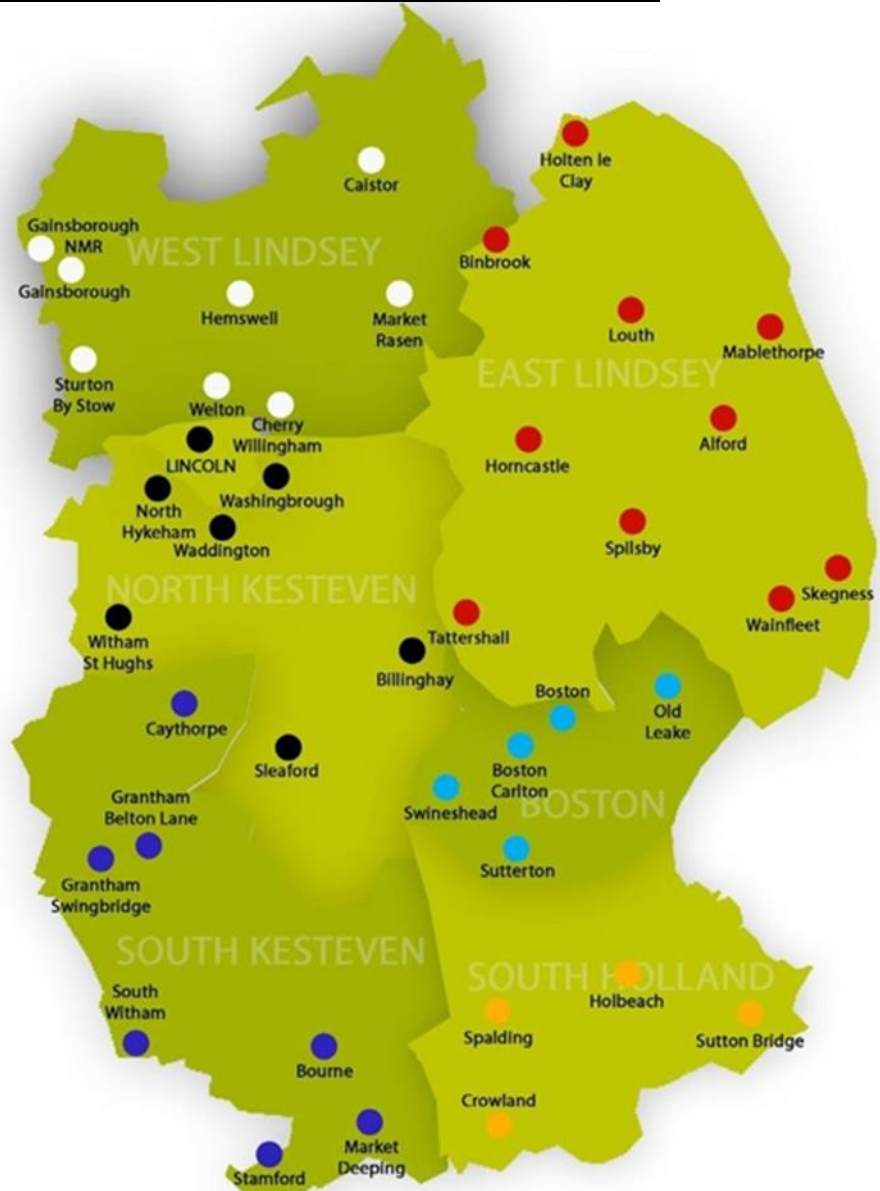 Holten le
Clay
Caistor
Gainsborough
NMR
WEST LINDSEY
Binbrook
Gainsborough
Hemswell
Market
Rasen
Louth
Mablethorpe
EAST LINDSEY
Sturton
By Stow
Welton
Cherry
Willingham
LINCOLN
Alford
Horncastle
Washingbrough
North
Hykeham
Waddington
Spilsby
NORTH KESTEVEN
Skegness
Wainfleet
Witham
St Hughs
Tattershall
Billinghay
Boston
Old
Leake
Caythorpe
Sleaford
Boston
Carlton
Grantham
Belton Lane
Swineshead
BOSTON
Sutterton
Grantham
Swingbridge
SOUTH KESTEVEN
SOUTH HOLLAND
South
Witham
Holbeach
Spalding
Sutton Bridge
Bourne
Crowland
Market
Deeping
Stamford